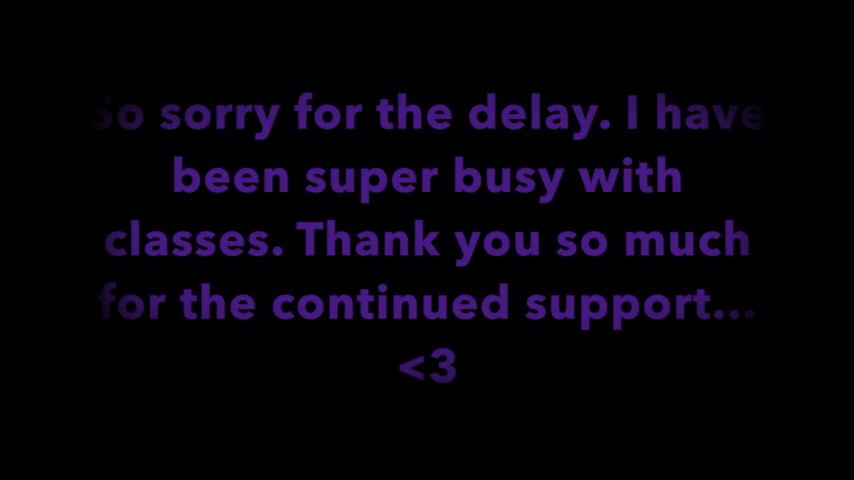 So sorry for the delay. I have
been super busy with
classes. Thank you so much
for the continued support...
<3